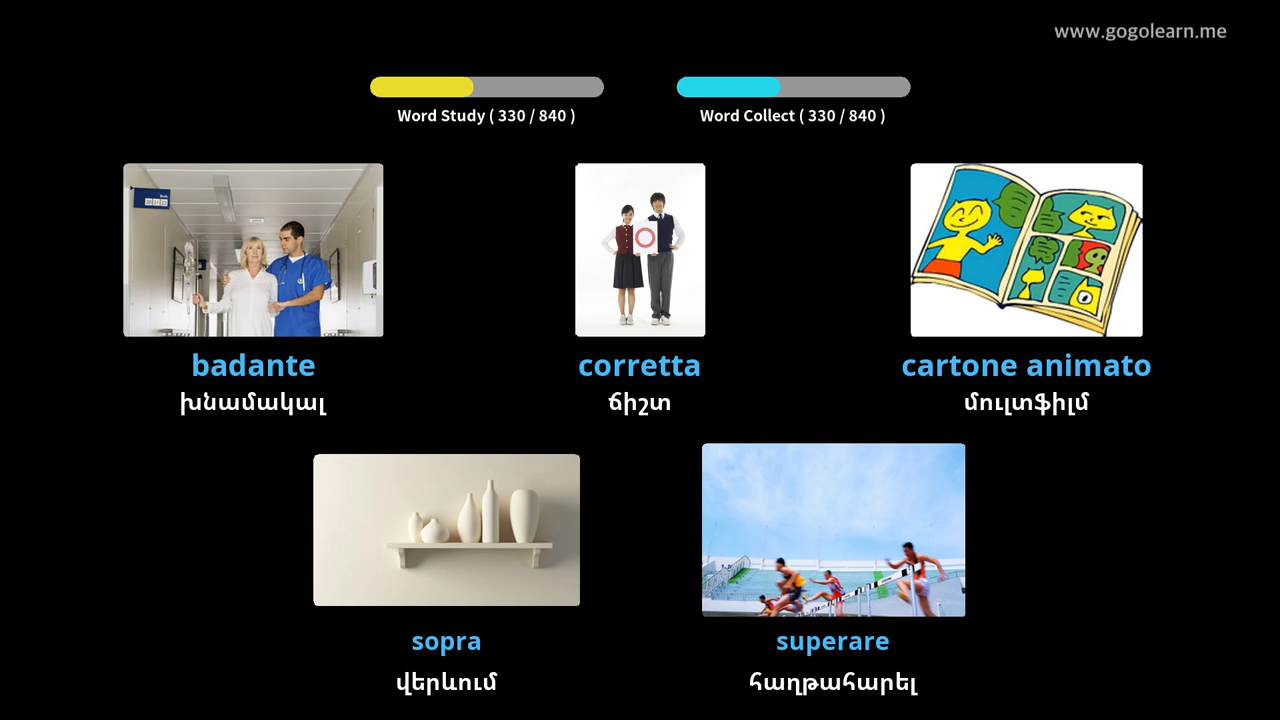 www.gogolearn.me
Word Study ( 330 / 840 )
Word Collect ( 330 / 840 )
badante
խնամակալ
corretta
ճիշտ
cartone animato
մուլտֆիլմ
sopra
վերևում
superare
հաղթահարել